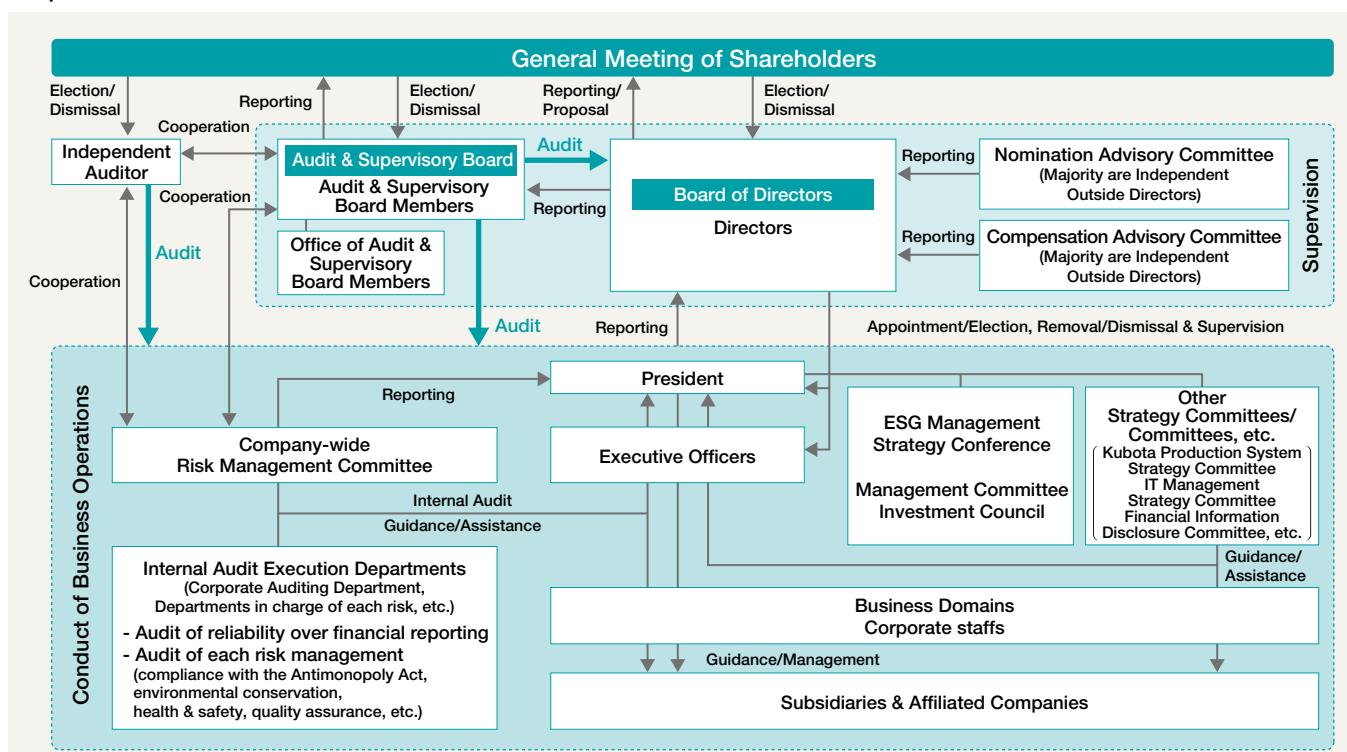 General Meeting of Shareholders
Election/
Dismissal
Reporting
Election/
Dismissal
Reporting/
Proposal
Election/
Dismissal
Cooperation
Independent
Auditor
Audit & Supervisory Board
Audit & Supervisory
Board Members
Audit
Reporting
Cooperation
Office of Audit &
Supervisory
Board Members
Board of Directors
Directors
Reporting
Nomination Advisory Committee
(Majority are Independent
Outside Directors)
Reporting
Compensation Advisory Committee
(Majority are Independent
Outside Directors)
Supervision
Audit
Cooperation
Audit
Reporting
Appointment/Election, Removal/Dismissal & Supervision
Conduct of Business Operations
President
Reporting
Company-wide
Risk Management Committee
Executive Officers
ESG Management
Strategy Conference
Management Committee
Investment Council
Other
Strategy Committees/
Committees, etc.
Kubota Production System
Strategy Committee
IT Management
Strategy Committee
Financial Information
Disclosure Committee, etc.
Internal Audit
Guidance/Assistance
Guidance/
Assistance
Internal Audit Execution Departments
(Corporate Auditing Department,
Departments in charge of each risk, etc.)
- Audit of reliability over financial reporting
- Audit of each risk management
(compliance with the Antimonopoly Act,
environmental conservation,
health & safety, quality assurance, etc.)
Business Domains
Corporate staffs
Guidance/Management
Subsidiaries & Affiliated Companies